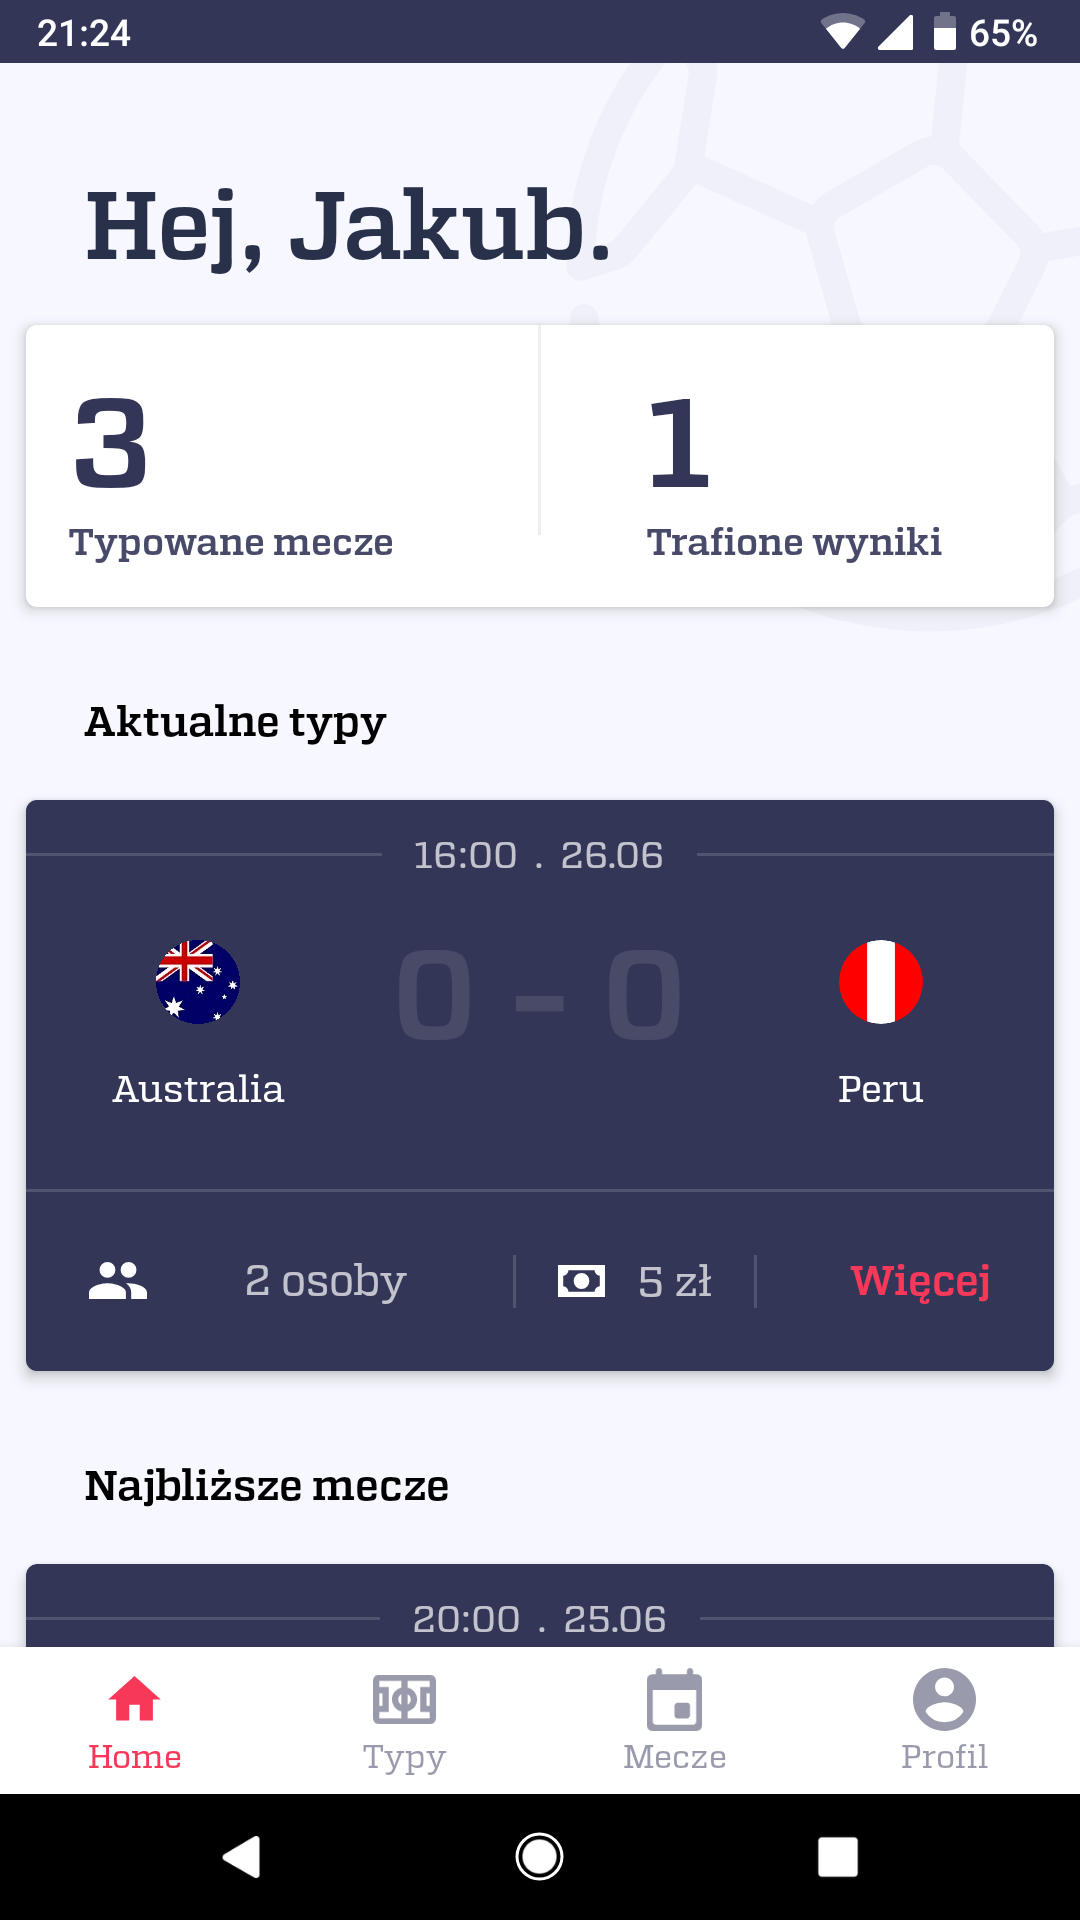 21:24 65%
Hej, Jakub.
3 1
Typowane mecze Trafione wyniki
Aktualne typy
16:00 . 26.06
0 - 0
Australia Peru
2 osoby 5 zł Więcej
Najbliższe mecze
20:00 . 25.06
Home Typy Mecze Profil